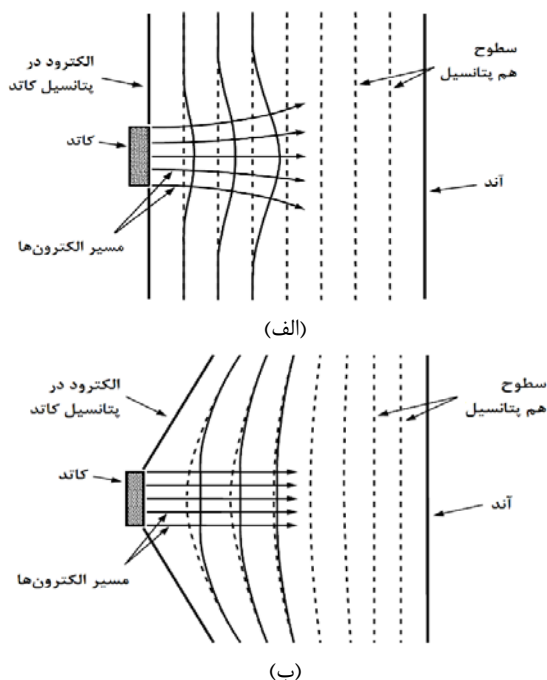 الکترود در
پتانسیل کاتد
سطوح
هم پتانسیل
کاتد
آند
مسیر الکترون‌ها
(الف)
الکترود در
پتانسیل کاتد
سطوح
هم پتانسیل
کاتد
آند
مسیر الکترون‌ها
(ب)